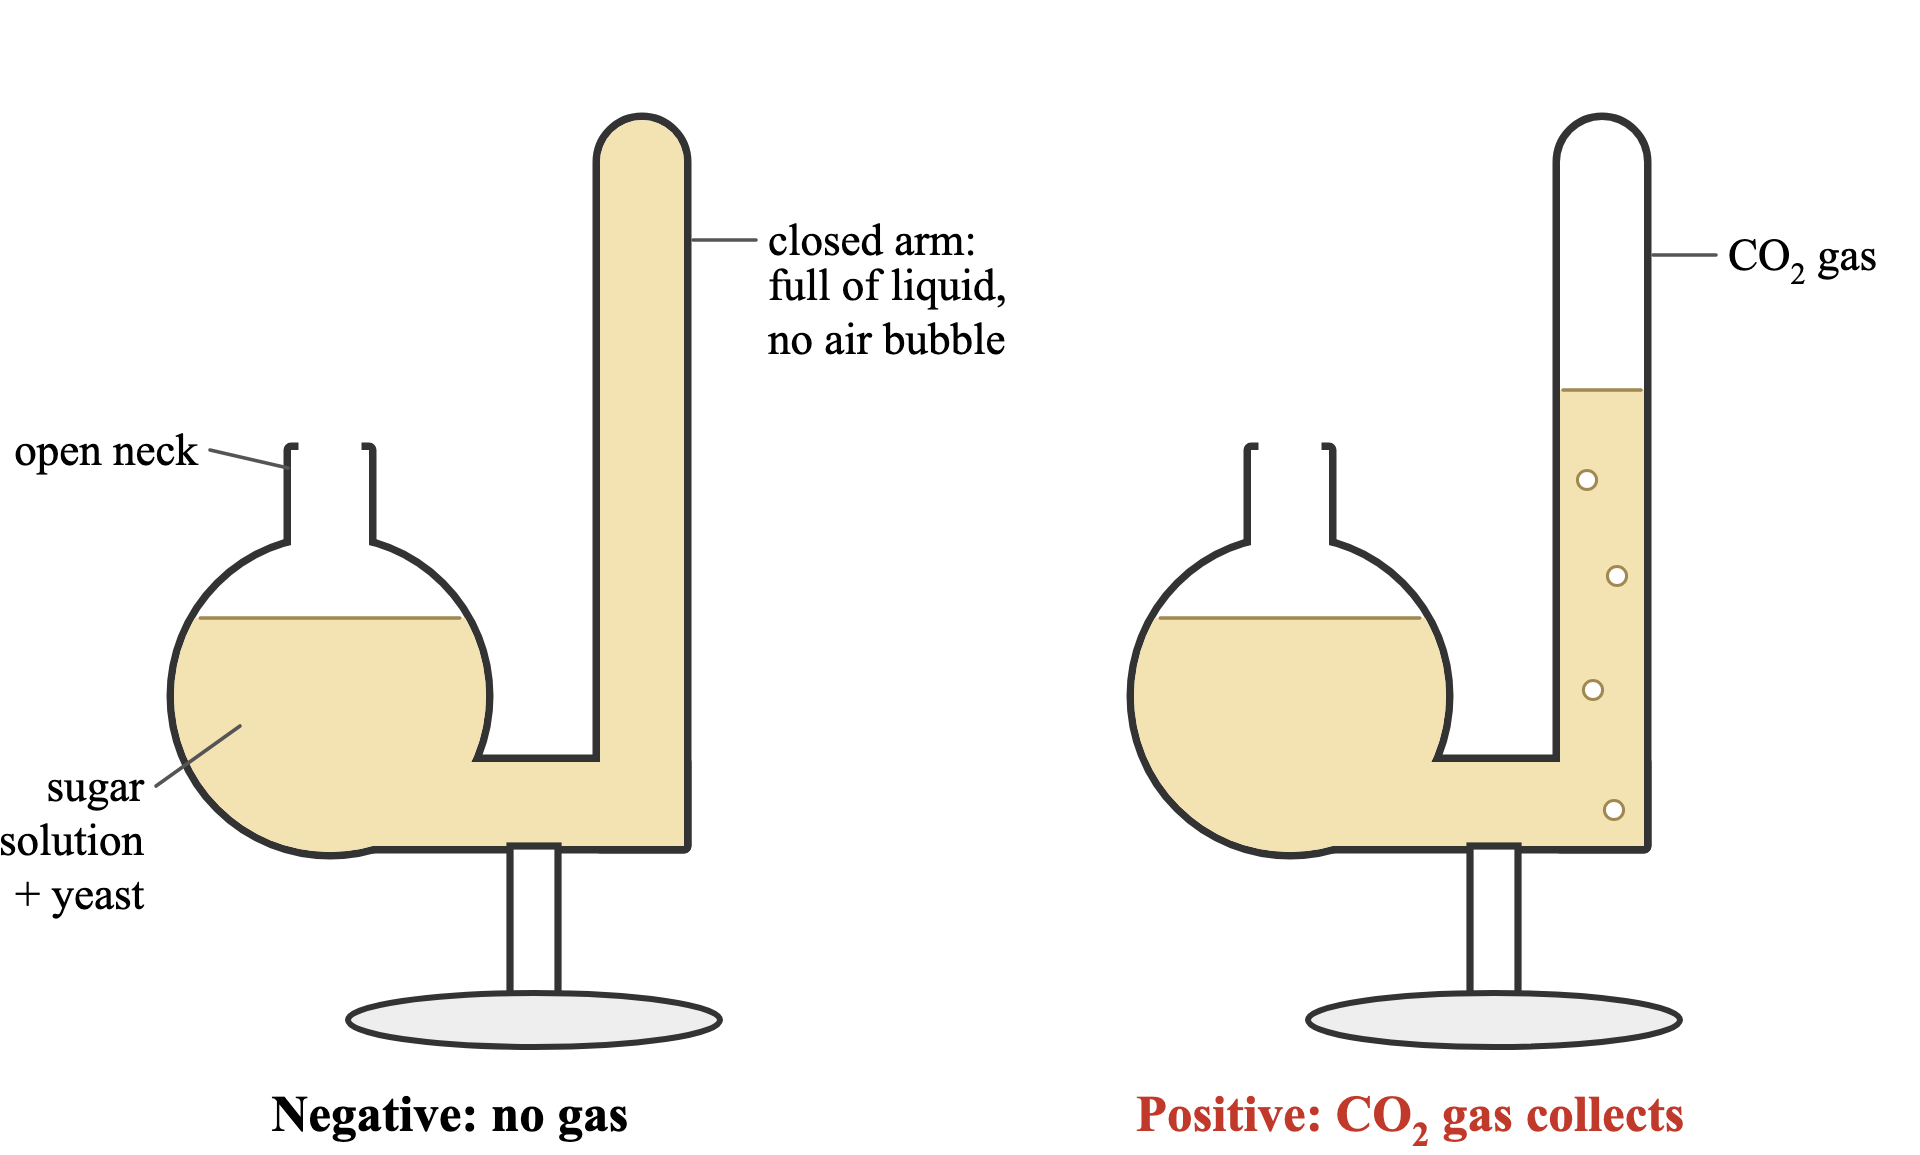 closed arm:
full of liquid,
no air bubble
open neck
sugar
solution
+ yeast
Negative: no gas
CO₂ gas
Positive: CO₂ gas collects